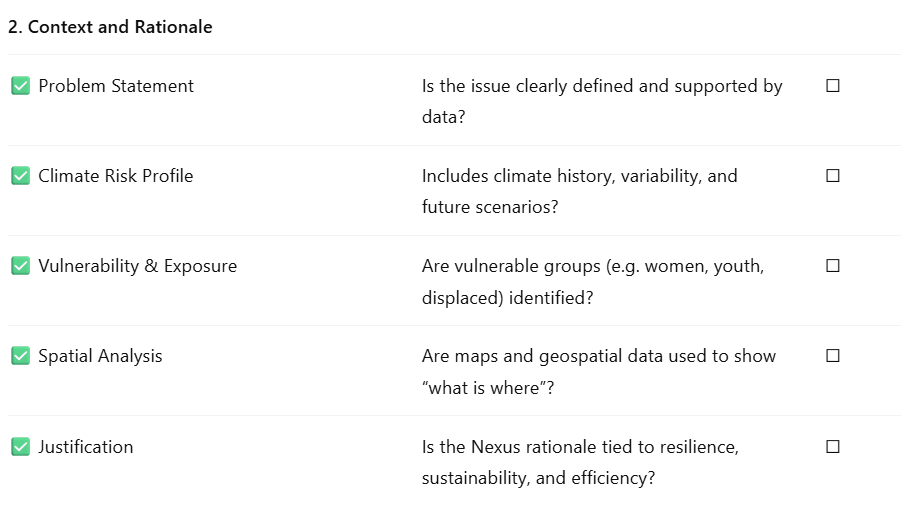 2. Context and Rationale
✅ Problem Statement
Is the issue clearly defined and supported by
data?
☐
✅ Climate Risk Profile
Includes climate history, variability, and
future scenarios?
☐
✅ Vulnerability & Exposure
Are vulnerable groups (e.g. women, youth,
displaced) identified?
☐
✅ Spatial Analysis
Are maps and geospatial data used to show
“what is where”?
☐
✅ Justification
Is the Nexus rationale tied to resilience,
sustainability, and efficiency?
☐